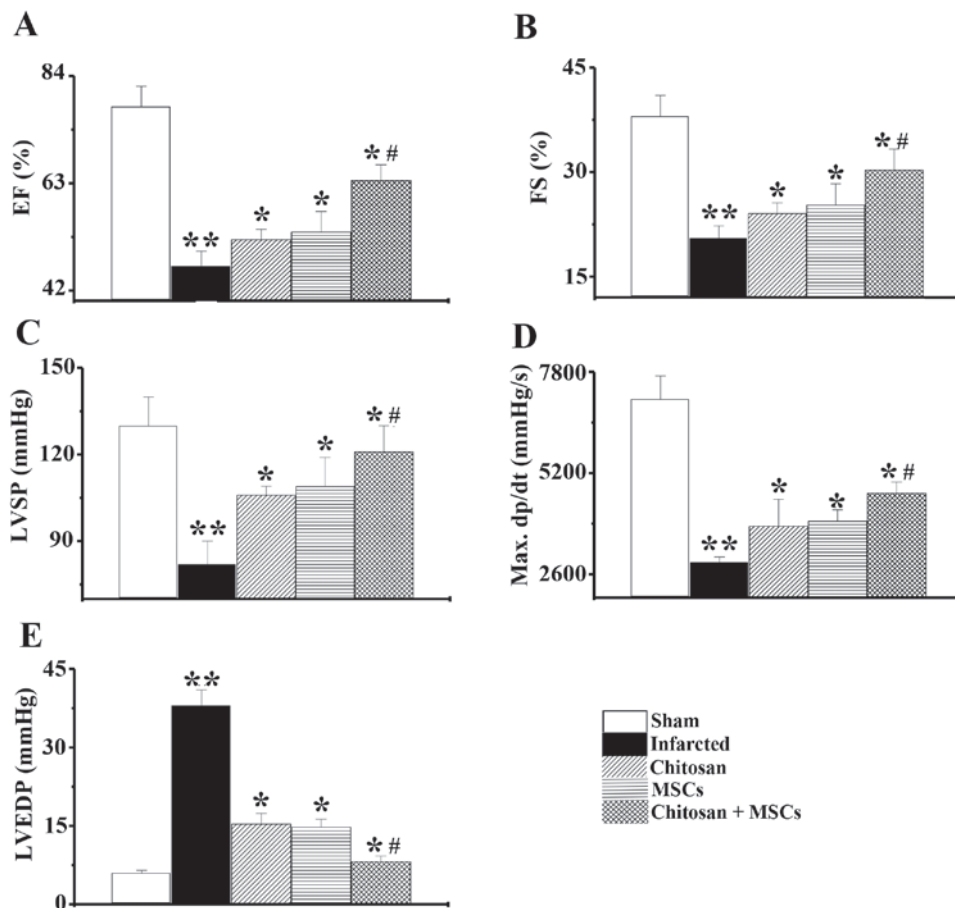 A
EF (%)
84
63
42
**
*
*
* #
B
FS (%)
45
30
15
**
*
*
* #
C
LVSP (mmHg)
150
120
90
**
*
*
* #
D
Max. dp/dt (mmHg/s)
7800
5200
2600
**
*
*
* #
E
LVEDP (mmHg)
45
30
15
0
**
*
*
* #
Sham
Infarcted
Chitosan
MSCs
Chitosan + MSCs